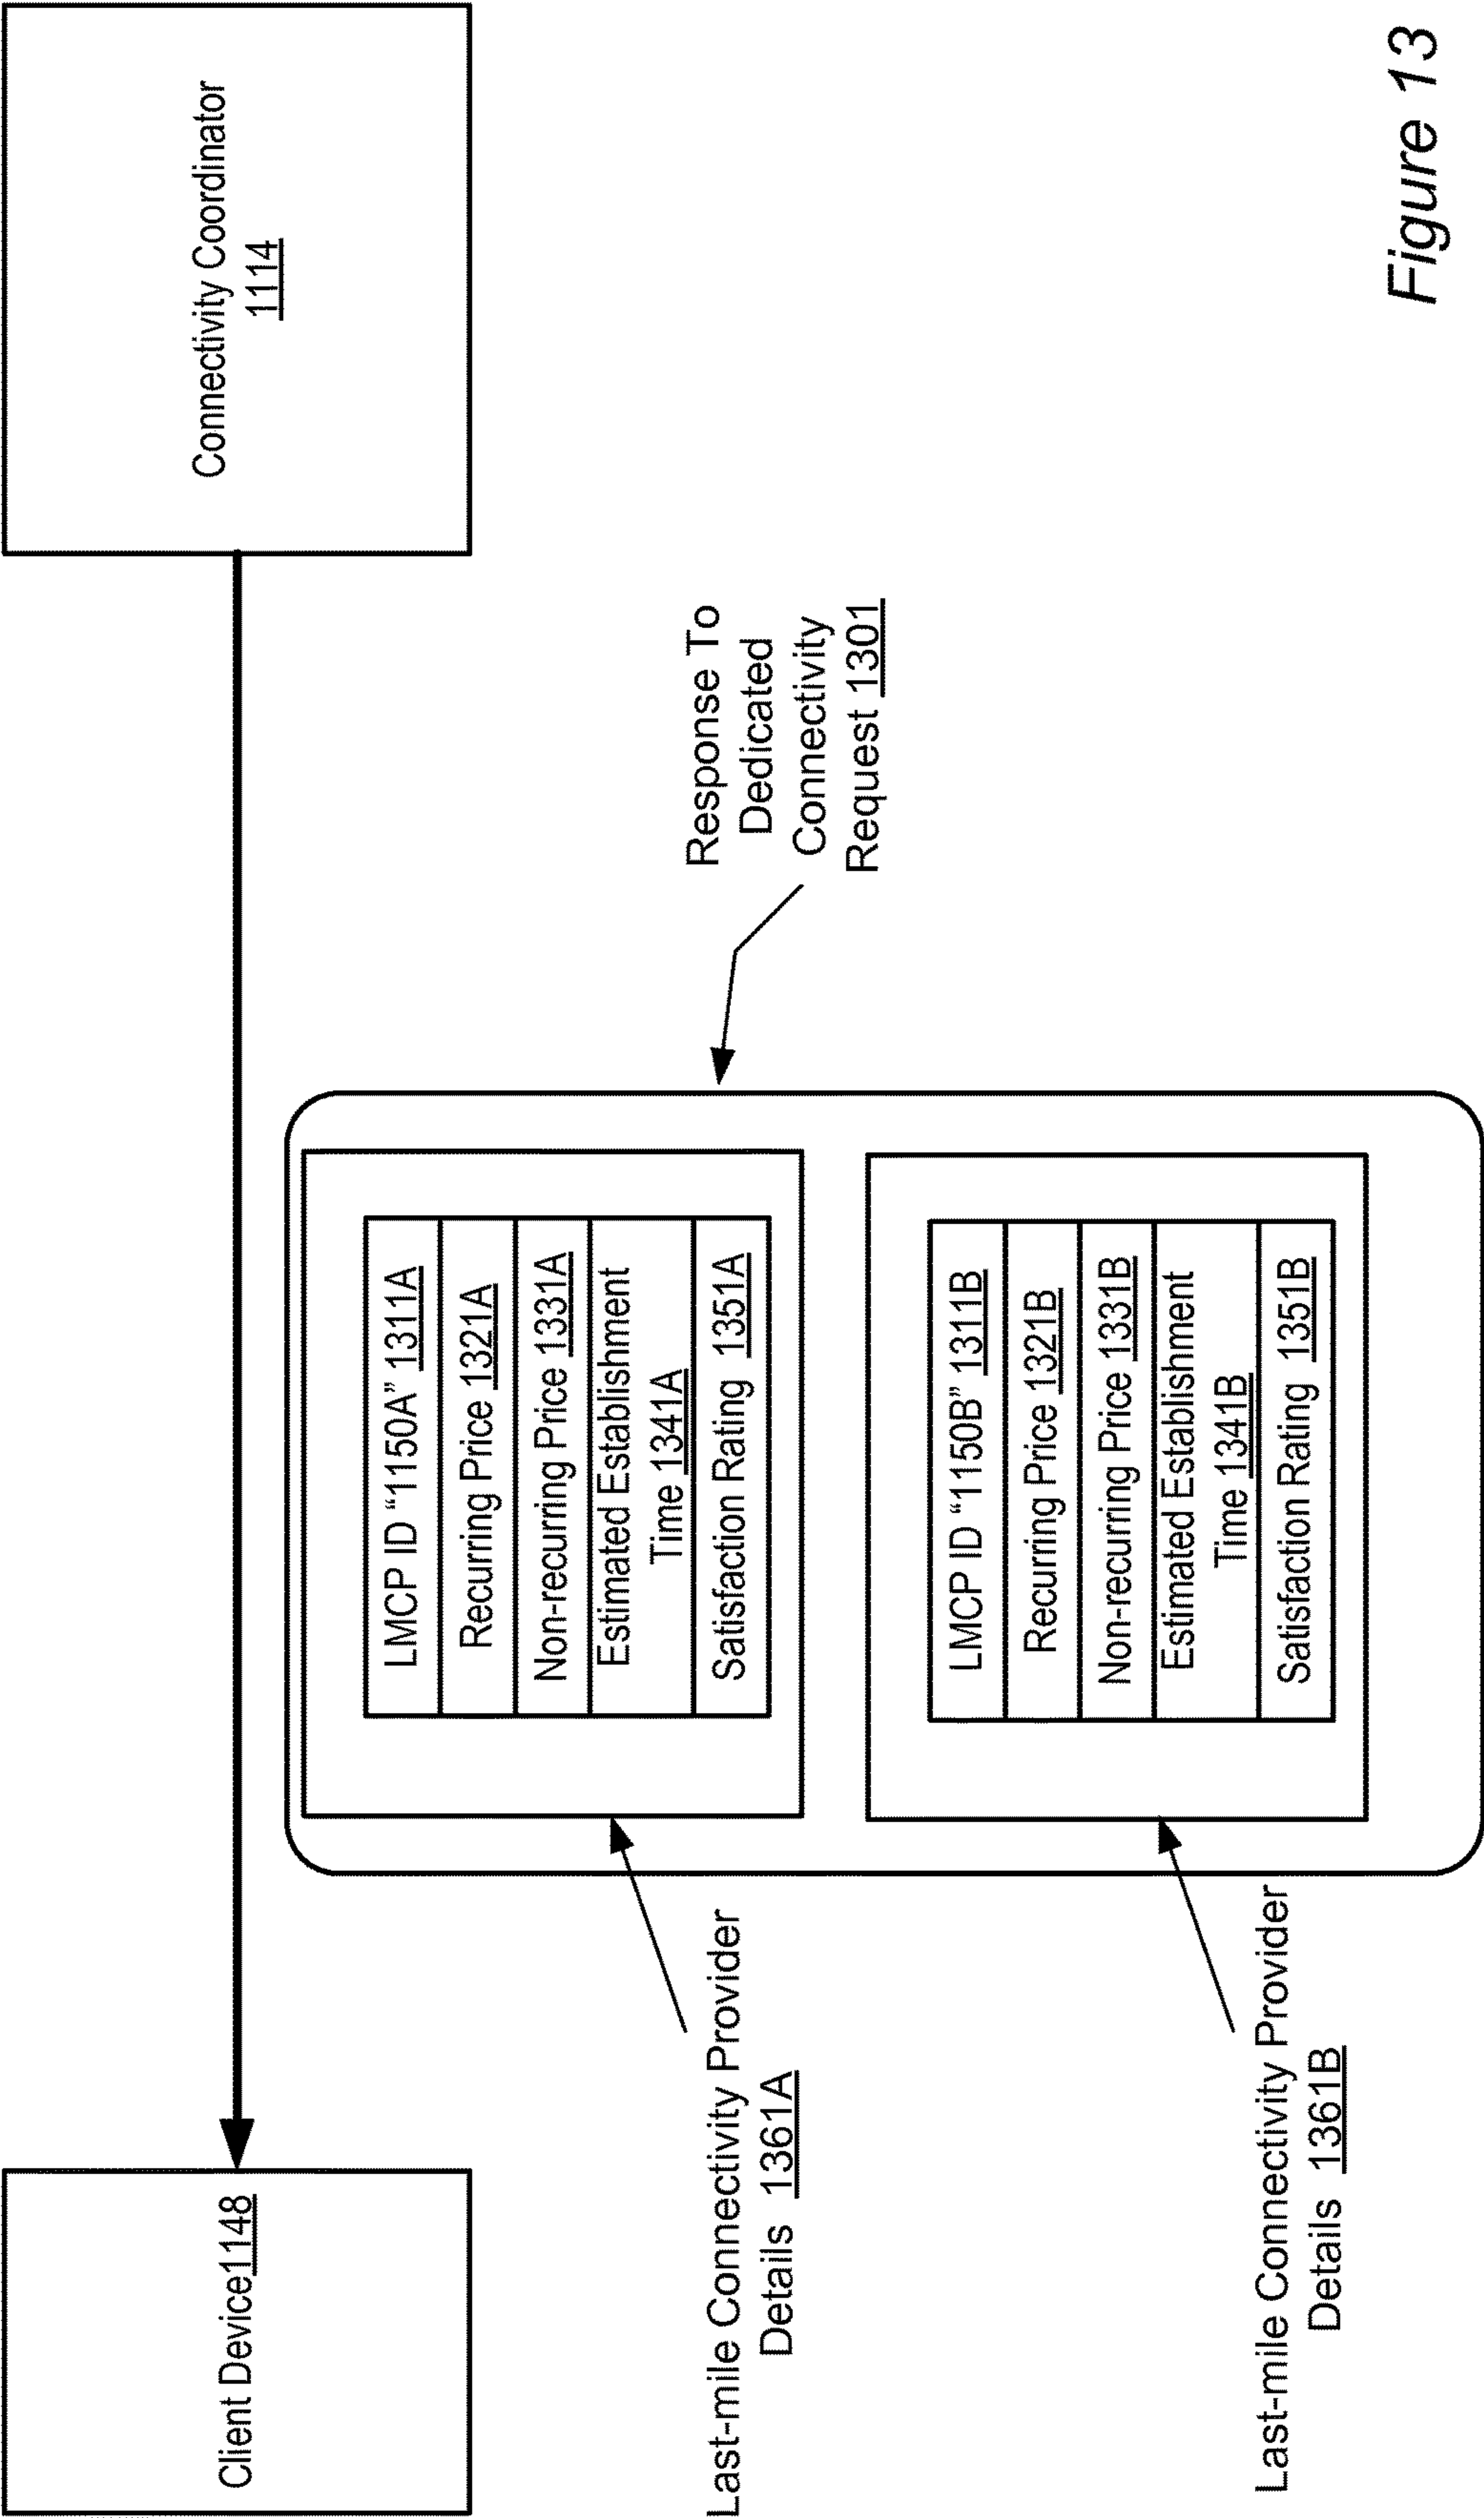 Client Device1148
Connectivity Coordinator
1114
Response To
Dedicated
Connectivity
Request 1301
LMCP ID “1150A” 1311A
Recurring Price 1321A
Non-recurring Price 1331A
Estimated Establishment
Time 1341A
Satisfaction Rating 1351A
Last-mile Connectivity Provider
Details 1361A
LMCP ID “1150B” 1311B
Recurring Price 1321B
Non-recurring Price 1331B
Estimated Establishment
Time 1341B
Satisfaction Rating 1351B
Last-mile Connectivity Provider
Details 1361B
Figure 13